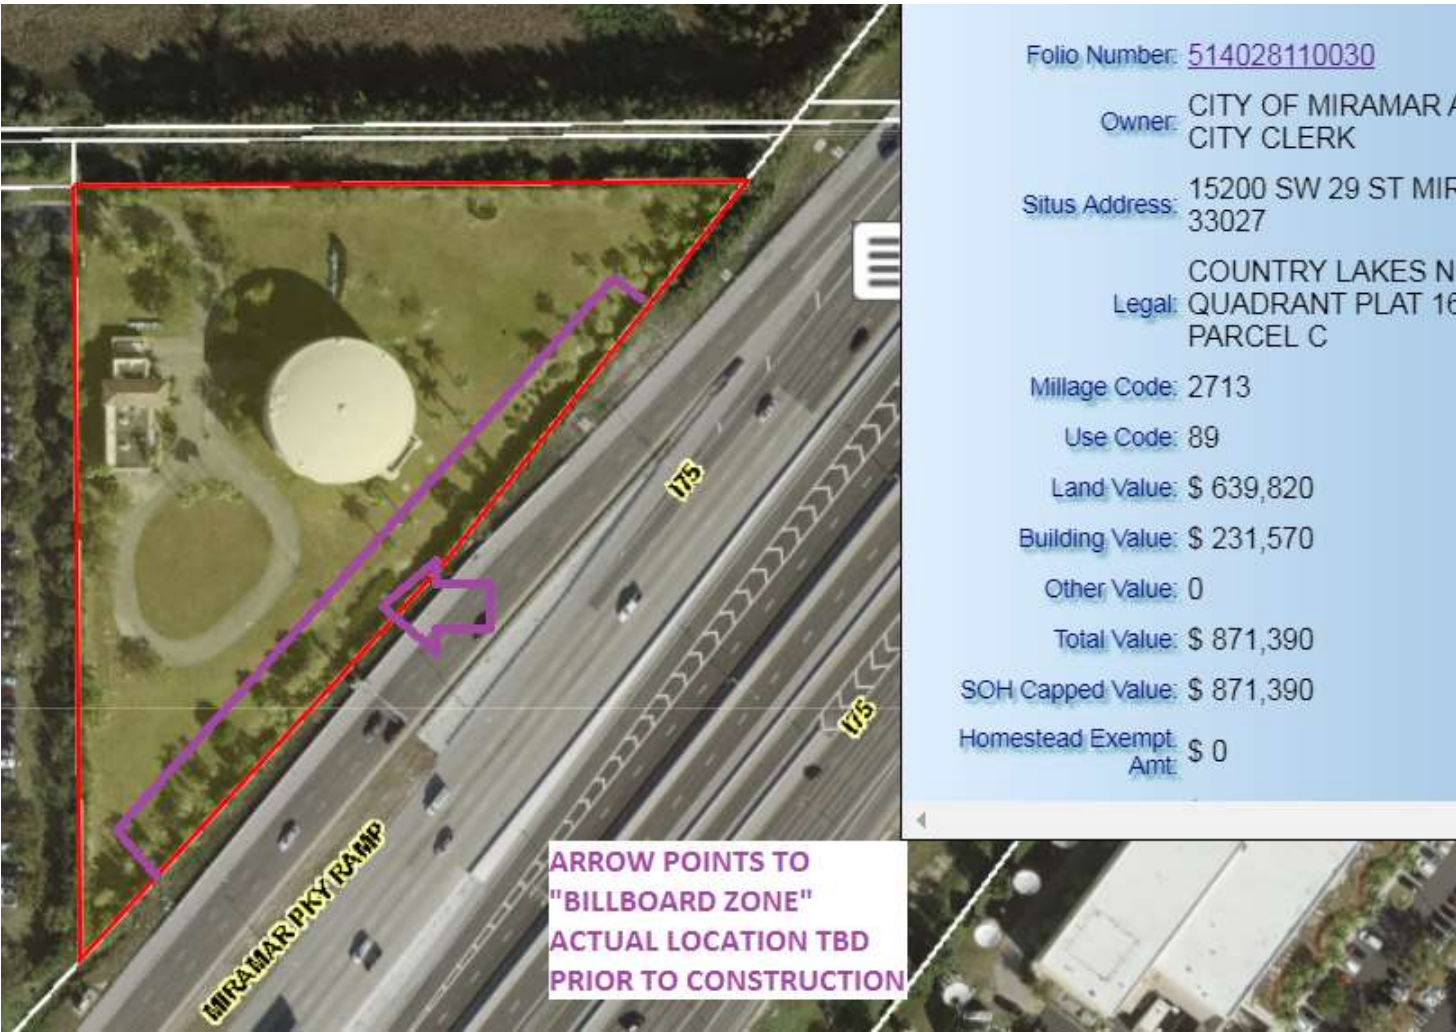 Folio Number: 514028110030
Owner: CITY OF MIRAMAR
CITY CLERK
Situs Address: 15200 SW 29 ST
33027
Legal: COUNTRY LAKES
QUADRANT PLAT
PARCEL C
Millage Code: 2713
Use Code: 89
Land Value: $ 639,820
Building Value: $ 231,570
Other Value: 0
Total Value: $ 871,390
SOH Capped Value: $ 871,390
Homestead Exempt. Amt: $ 0
I75
I75
MIRAMAR PKY RAMP
ARROW POINTS TO
"BILLBOARD ZONE"
ACTUAL LOCATION TBD
PRIOR TO CONSTRUCTION